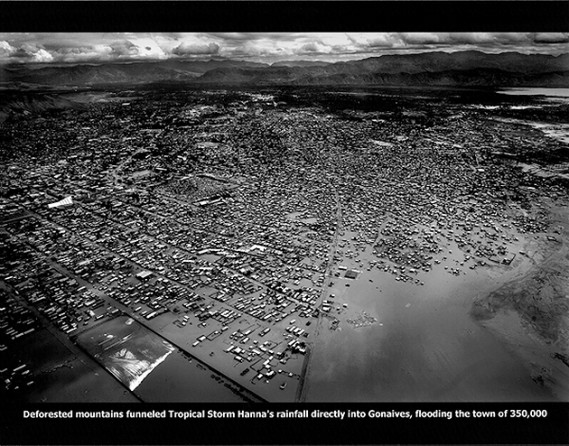 Deforested mountains funneled Tropical Storm Hanna's rainfall directly into Gonaives, flooding the town of 350,000